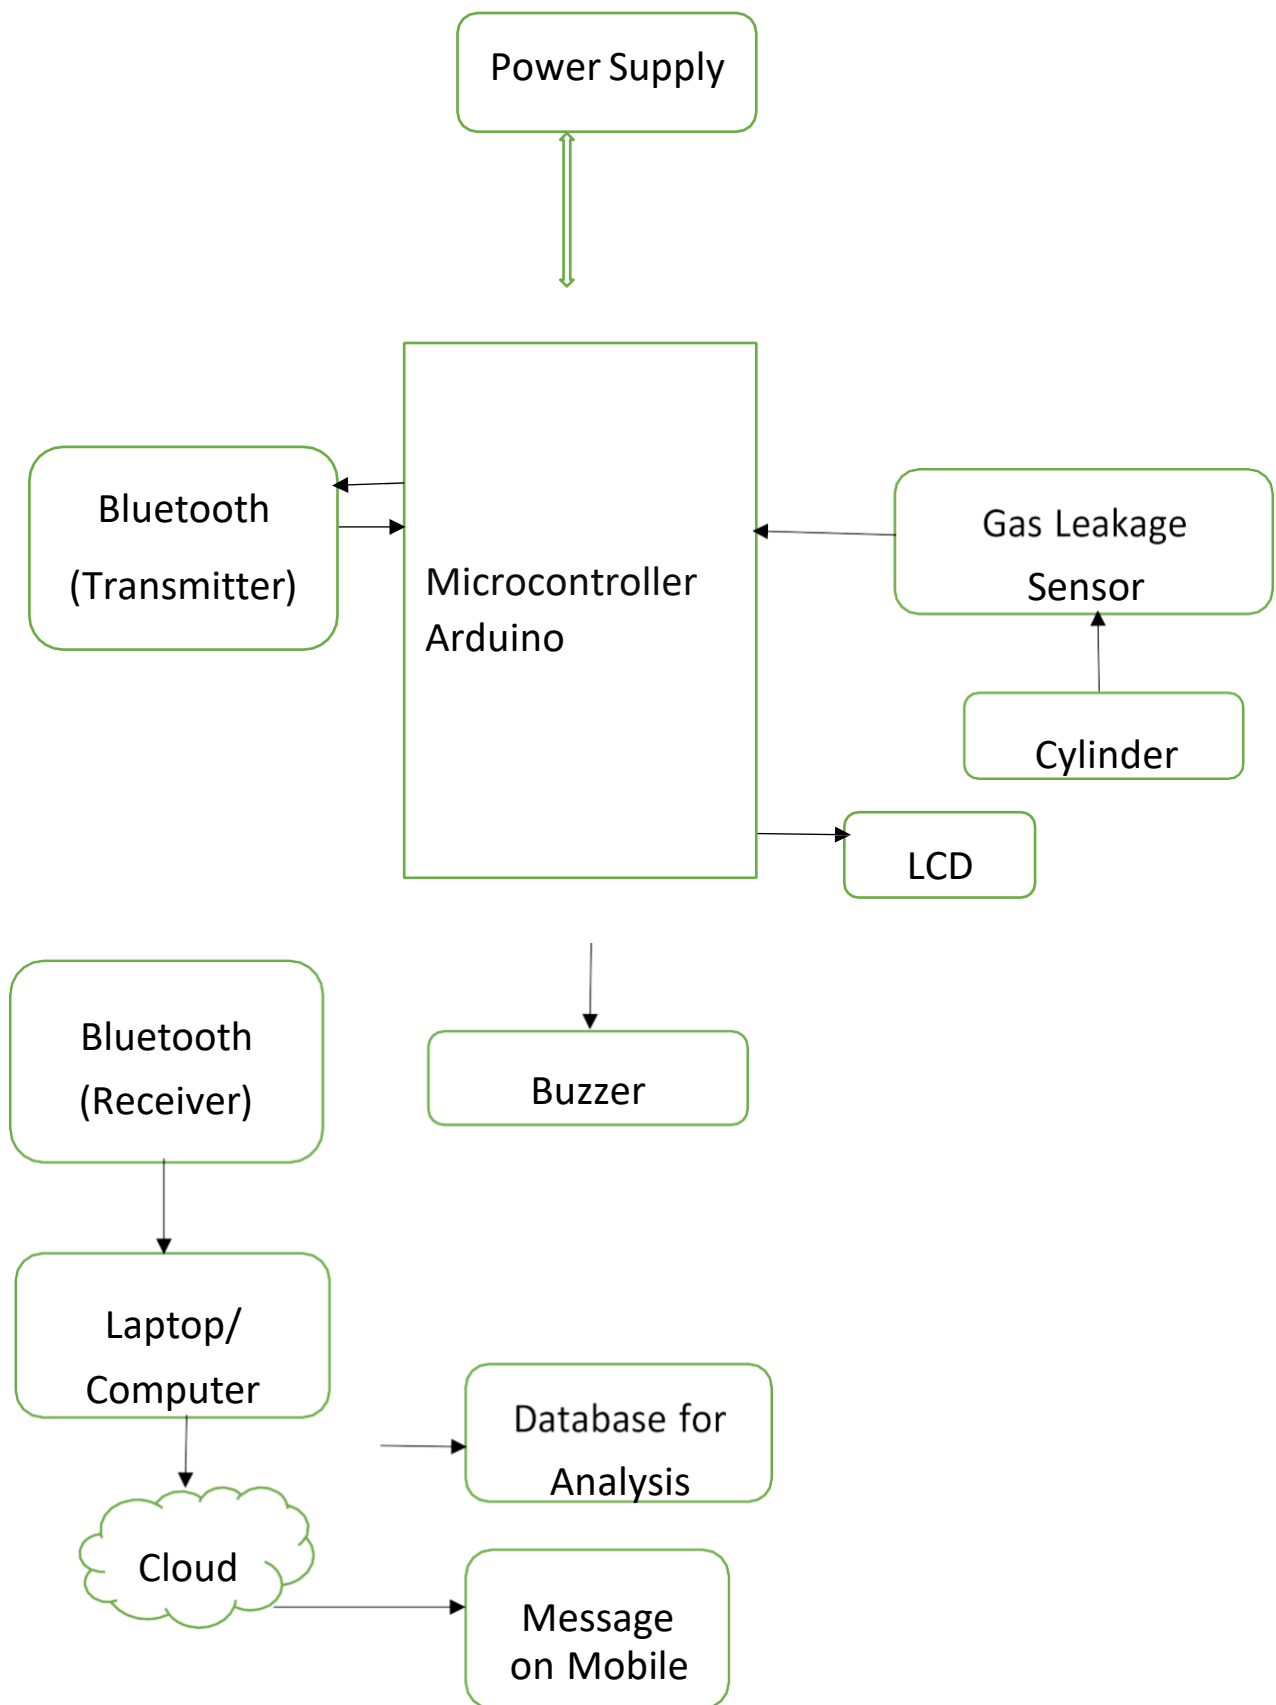 Power Supply
Bluetooth
(Transmitter)
Microcontroller
Arduino
Gas Leakage
Sensor
Cylinder
LCD
Bluetooth
(Receiver)
Buzzer
Laptop/
Computer
Database for
Analysis
Cloud
Message
on Mobile